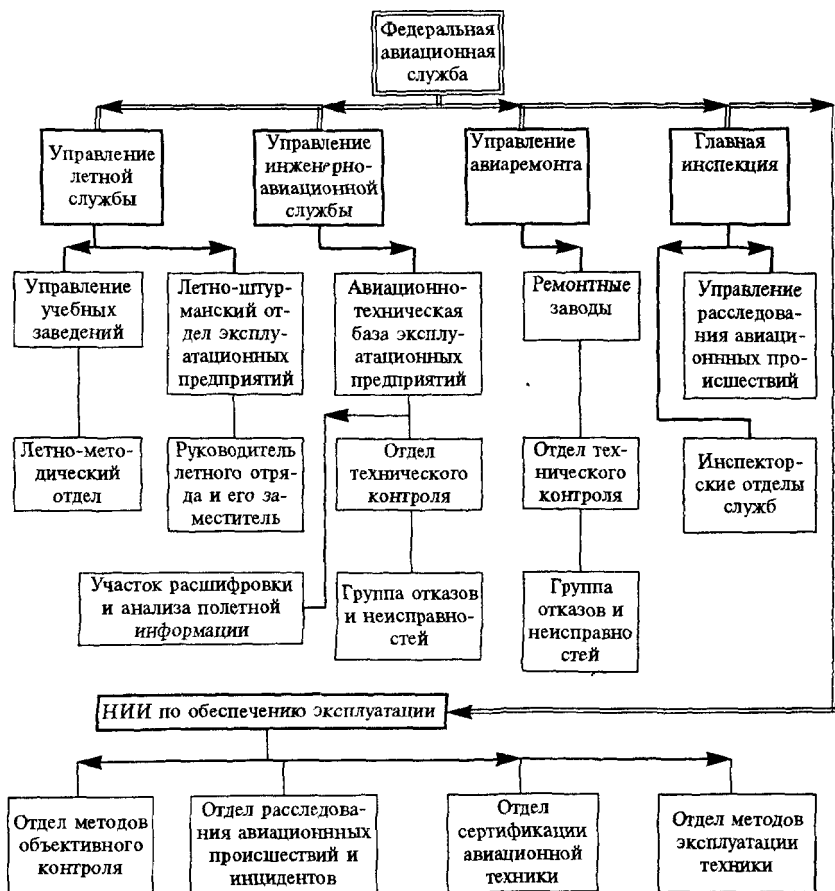 Федеральная
авиационная
служба
Управление
летной
службы
Управление
инженерно-
авиационной
службы
Управление
авиаремонта
Главная
инспекция
Управление
учебных
заведений
Летно-штур-
манский от-
дел эксплу-
атационных
предприятий
Авиационно-
техническая
база эксплу-
атационных
предприятий
Ремонтные
заводы
Управление
расследова-
ния авиаци-
оннных про-
исшествий
Летно-мето-
дический
отдел
Руководитель
летного отря-
да и его за-
меститель
Отдел
технического
контроля
Отдел тех-
нического
контроля
Инспектор-
ские отделы
служб
Участок расшифровки
и анализа полетной
информации
Группа отказов
и неисправно-
стей
Группа
отказов и
неисправно
стей
НИИ по обеспечению эксплуатации
Отдел методов
объективного
контроля
Отдел расследова-
ния авиационнных
происшествий и
инцидентов
Отдел
сертификации
авиационной
техники
Отдел методов
эксплуатации
техники